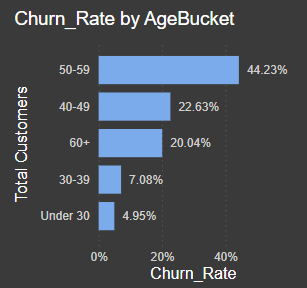 Churn_Rate by AgeBucket
50-59 44.23%
40-49 22.63%
60+ 20.04%
30-39 7.08%
Under 30 4.95%
Total Customers
0% 20% 40%
Churn_Rate